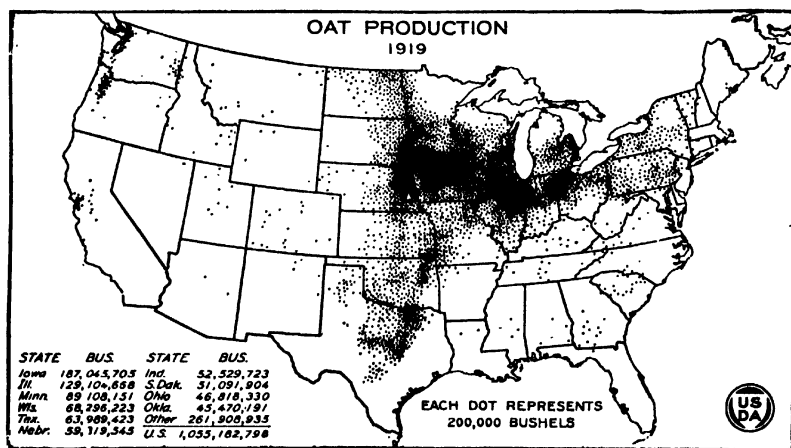 OAT PRODUCTION
1919
STATE BUS. STATE BUS.
Iowa 187,045,705 Ind. 52,529,723
Ill. 129,104,668 S.Dak. 51,091,904
Minn. 89,108,151 Ohio 46,818,330
Wis. 68,296,223 Okla. 45,470,191
Tex. 63,989,423 Other 261,908,935
Nebr. 59,819,545 U.S. 1,055,182,798
EACH DOT REPRESENTS
200,000 BUSHELS
US
DA